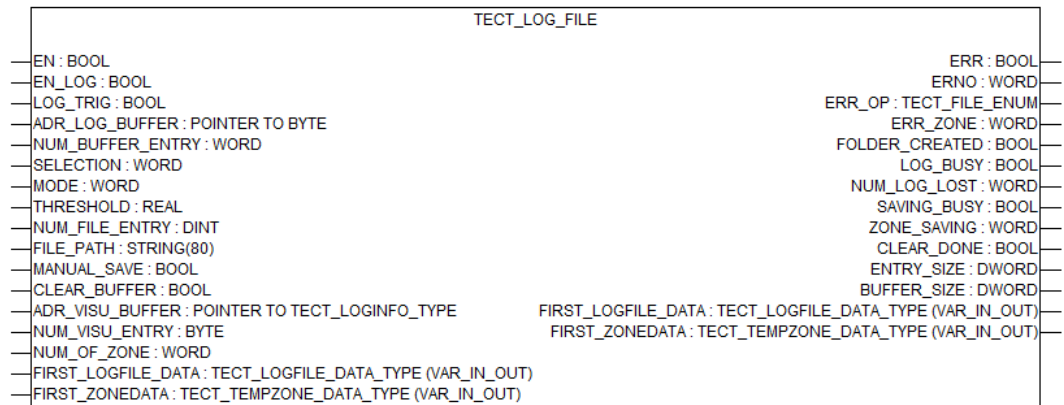 TECT_LOG_FILE
EN : BOOL ERR : BOOL
EN_LOG : BOOL ERNO : WORD
LOG_TRIG : BOOL ERR_OP : TECT_FILE_ENUM
ADR_LOG_BUFFER : POINTER TO BYTE ERR_ZONE : WORD
NUM_BUFFER_ENTRY : WORD FOLDER_CREATED : BOOL
SELECTION : WORD LOG_BUSY : BOOL
MODE : WORD NUM_LOG_LOST : WORD
THRESHOLD : REAL SAVING_BUSY : BOOL
NUM_FILE_ENTRY : DINT ZONE_SAVING : WORD
FILE_PATH : STRING(80) CLEAR_DONE : BOOL
MANUAL_SAVE : BOOL ENTRY_SIZE : DWORD
CLEAR_BUFFER : BOOL BUFFER_SIZE : DWORD
ADR_VISU_BUFFER : POINTER TO TECT_LOGINFO_TYPE FIRST_LOGFILE_DATA : TECT_LOGFILE_DATA_TYPE (VAR_IN_OUT)
NUM_VISU_ENTRY : BYTE FIRST_ZONEDATA : TECT_TEMPZONE_DATA_TYPE (VAR_IN_OUT)
NUM_OF_ZONE : WORD
FIRST_LOGFILE_DATA : TECT_LOGFILE_DATA_TYPE (VAR_IN_OUT)
FIRST_ZONEDATA : TECT_TEMPZONE_DATA_TYPE (VAR_IN_OUT)